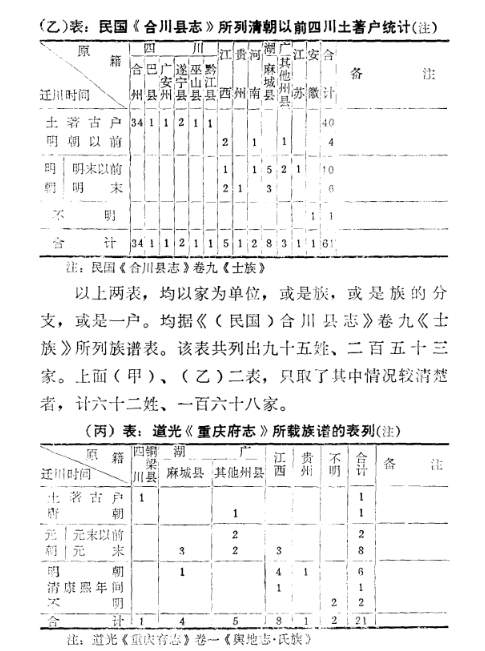 (乙)表：民国《合川县志》所列清朝以前四川土著户统计(注)
原籍 迁川时间 四川 合州 巴县 广安州 遂宁县 巫山县 黔江县 江西 贵州 河南 湖广 麻城县 其他州县 江苏 安徽 合计 备注
土著古户 34 1 1 2 1 1 40
明朝以前 2 1 1 4
明朝 明末以前 1 1 5 2 1 10
明末 2 1 3 6
不明 1 1
合计 34 1 1 2 1 1 5 1 2 8 3 1 1 61
注：民国《合川县志》卷九《士族》
以上两表，均以家为单位，或是族，或是族的分
支，或是一户。均据《(民国)合川县志》卷九《士
族》所列族谱表。该表共列出九十五姓、二百五十三
家。上面(甲)、(乙)二表，只取了其中情况较清楚
者，计六十二姓、一百六十八家。
(丙)表：道光《重庆府志》所载族谱的表列(注)
原籍 迁川时间 四川 铜梁县 湖广 麻城县 其他州县 江西 贵州 不明 合计 备注
土著古户 1 1
唐朝 1 1
元朝 元末以前 2 2
元末 3 2 3 8
明朝 1 4 1 6
清康熙年间 1 1
不明 2 2
合计 1 4 5 8 1 2 21
注：道光《重庆府志》卷一《舆地志·氏族》